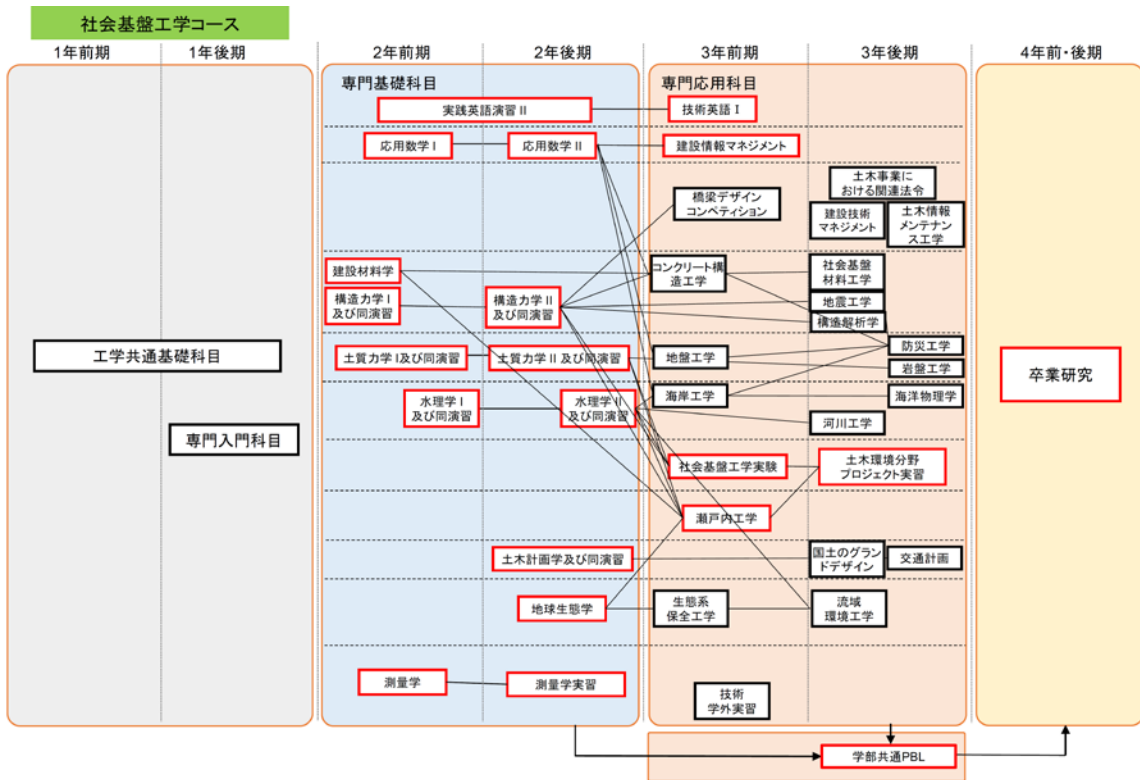 社会基盤工学コース
1年前期
1年後期
2年前期
2年後期
3年前期
3年後期
4年前・後期
専門基礎科目
専門応用科目
実践英語演習Ⅱ
技術英語Ⅰ
応用数学Ⅰ
応用数学Ⅱ
建設情報マネジメント
橋梁デザイン
コンペティション
土木事業に
おける関連法令
建設技術
マネジメント
土木情報
メンテナン
ス工学
建設材料学
コンクリート構
造工学
社会基盤
材料工学
構造力学Ⅰ
及び同演習
構造力学Ⅱ
及び同演習
地震工学
構造解析学
工学共通基礎科目
土質力学Ⅰ及び同演習
土質力学Ⅱ及び同演習
地盤工学
防災工学
岩盤工学
卒業研究
水理学Ⅰ
及び同演習
水理学Ⅱ
及び同演習
海岸工学
海洋物理学
河川工学
専門入門科目
社会基盤工学実験
土木環境分野
プロジェクト実習
瀬戸内工学
土木計画学及び同演習
国土のグラン
ドデザイン
交通計画
地球生態学
生態系
保全工学
流域
環境工学
測量学
測量学実習
技術
学外実習
学部共通PBL